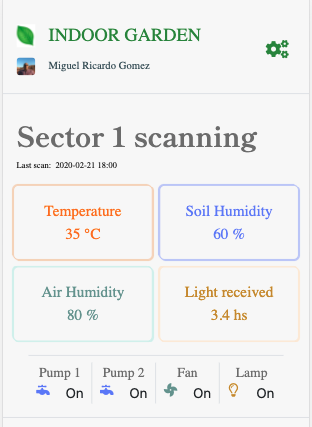 INDOOR GARDEN
Miguel Ricardo Gomez
Sector 1 scanning
Last scan: 2020-02-21 18:00
Temperature
35 °C
Soil Humidity
60 %
Air Humidity
80 %
Light received
3.4 hs
Pump 1
On
Pump 2
On
Fan
On
Lamp
On